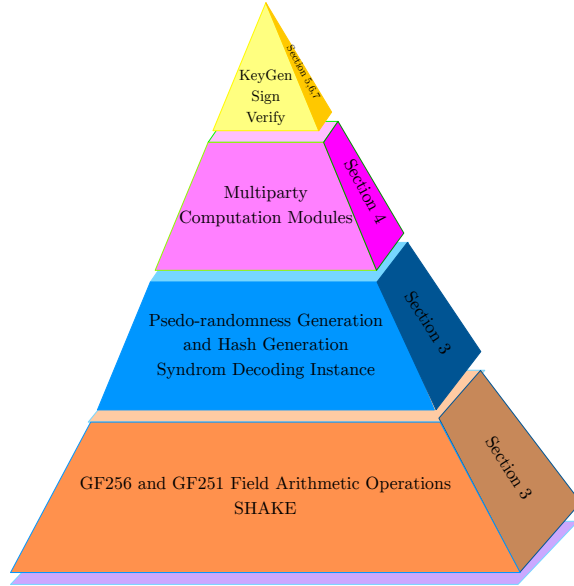 KeyGen
Sign
Verify
Section 5,6,7
Multiparty
Computation Modules
Section 4
Psedo-randomness Generation
and Hash Generation
Syndrom Decoding Instance
Section 3
GF256 and GF251 Field Arithmetic Operations
SHAKE
Section 3